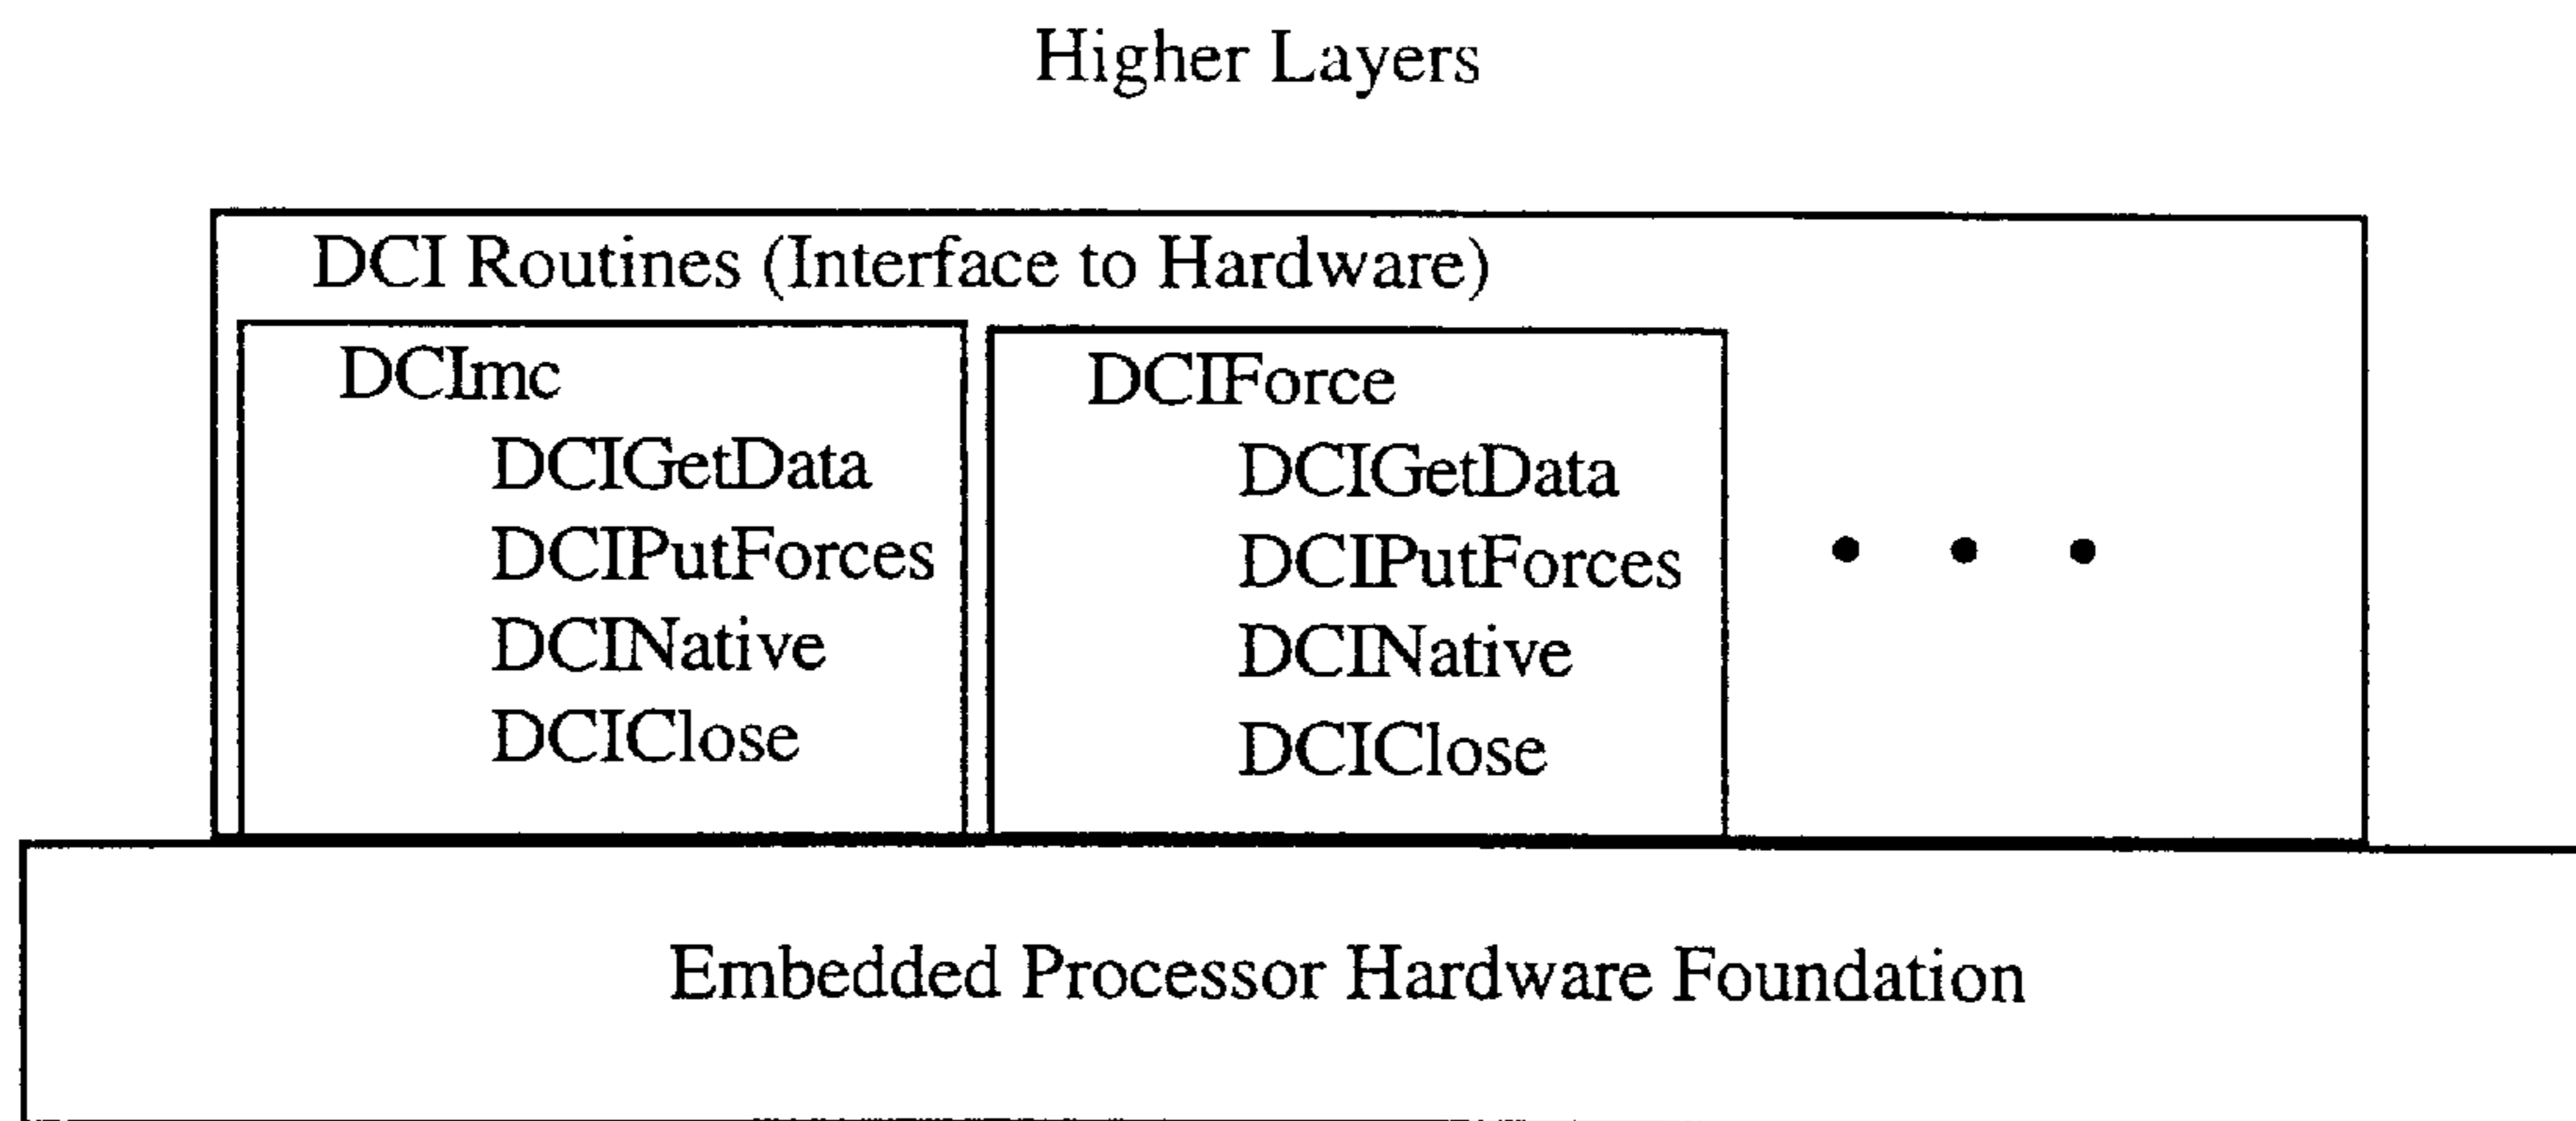 Higher Layers
DCI Routines (Interface to Hardware)
DCImc
DCIGetData
DCIPutForces
DCINative
DCIClose
DCIForce
DCIGetData
DCIPutForces
DCINative
DCIClose
Embedded Processor Hardware Foundation